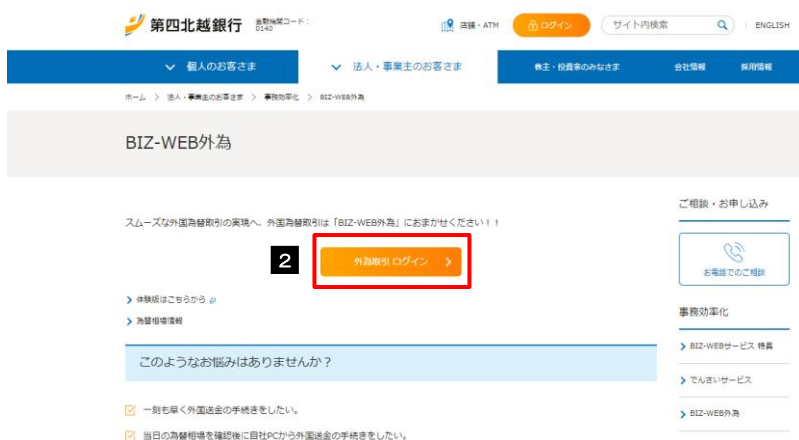 第四北越銀行
金融機関コード：
0140
店舗・ATM
ログイン
サイト内検索
ENGLISH
個人のお客さま
法人・事業主のお客さま
株主・投資家のみなさま
会社情報
採用情報
ホーム > 法人・事業主のお客さま > 事務効率化 > BIZ-WEB外為
BIZ-WEB外為
スムーズな外国為替取引の実現へ、外国為替取引は「BIZ-WEB外為」におまかせください！！
2
外為取引 ログイン
体験版はこちらから
為替相場情報
このようなお悩みはありませんか？
一刻も早く外国送金の手続きをしたい。
当日の為替相場を確認後に自社PCから外国送金の手続きをしたい。
ご相談・お申し込み
お電話でのご相談
事務効率化
BIZ-WEBサービス 特長
でんさいサービス
BIZ-WEB外為